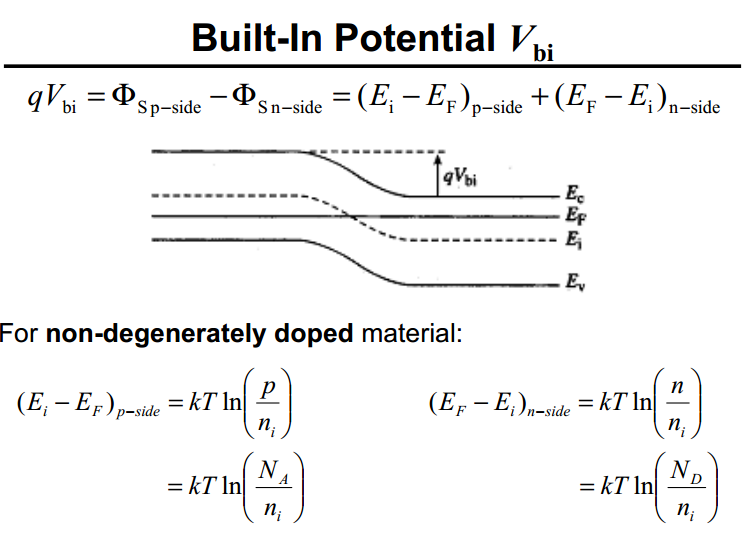 Built-In Potential V_bi
qV_bi = Φ_Sp−side − Φ_Sn−side = (E_i − E_F)_p−side + (E_F − E_i)_n−side
qV_bi
E_c
E_F
E_i
E_v
For non-degenerately doped material:
(E_i − E_F)_p−side = kT ln(p/n_i) (E_F − E_i)_n−side = kT ln(n/n_i)
= kT ln(N_A/n_i) = kT ln(N_D/n_i)